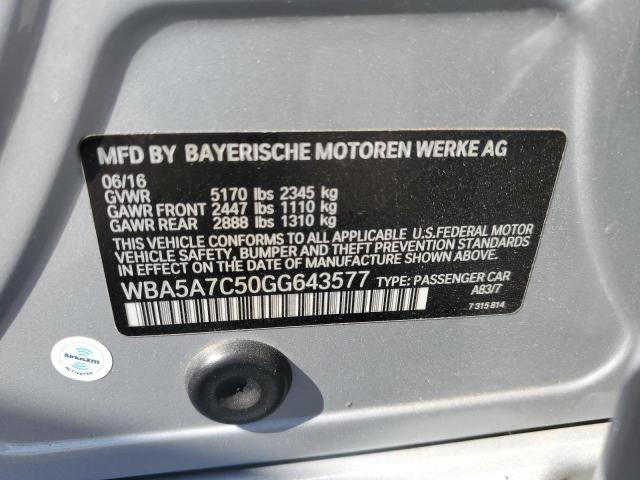 MFD BY BAYERISCHE MOTOREN WERKE AG
06/16
GVWR 5170 lbs 2345 kg
GAWR FRONT 2447 lbs 1110 kg
GAWR REAR 2888 lbs 1310 kg
THIS VEHICLE CONFORMS TO ALL APPLICABLE U.S.FEDERAL MOTOR
VEHICLE SAFETY, BUMPER AND THEFT PREVENTION STANDARDS
IN EFFECT ON THE DATE OF MANUFACTURE SHOWN ABOVE.
WBA5A7C50GG643577 TYPE: PASSENGER CAR
A83/7
7 315 814
SiriusXM